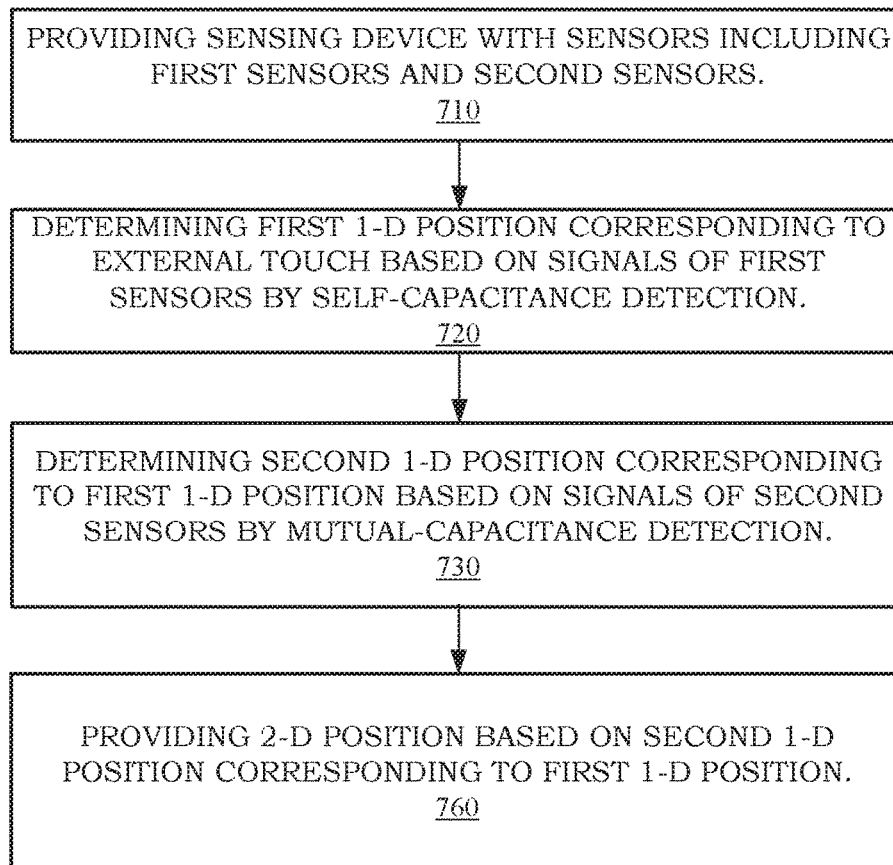 PROVIDING SENSING DEVICE WITH SENSORS INCLUDING
FIRST SENSORS AND SECOND SENSORS.
710
DETERMINING FIRST 1-D POSITION CORRESPONDING TO
EXTERNAL TOUCH BASED ON SIGNALS OF FIRST
SENSORS BY SELF-CAPACITANCE DETECTION.
720
DETERMINING SECOND 1-D POSITION CORRESPONDING
TO FIRST 1-D POSITION BASED ON SIGNALS OF SECOND
SENSORS BY MUTUAL-CAPACITANCE DETECTION.
730
PROVIDING 2-D POSITION BASED ON SECOND 1-D
POSITION CORRESPONDING TO FIRST 1-D POSITION.
760